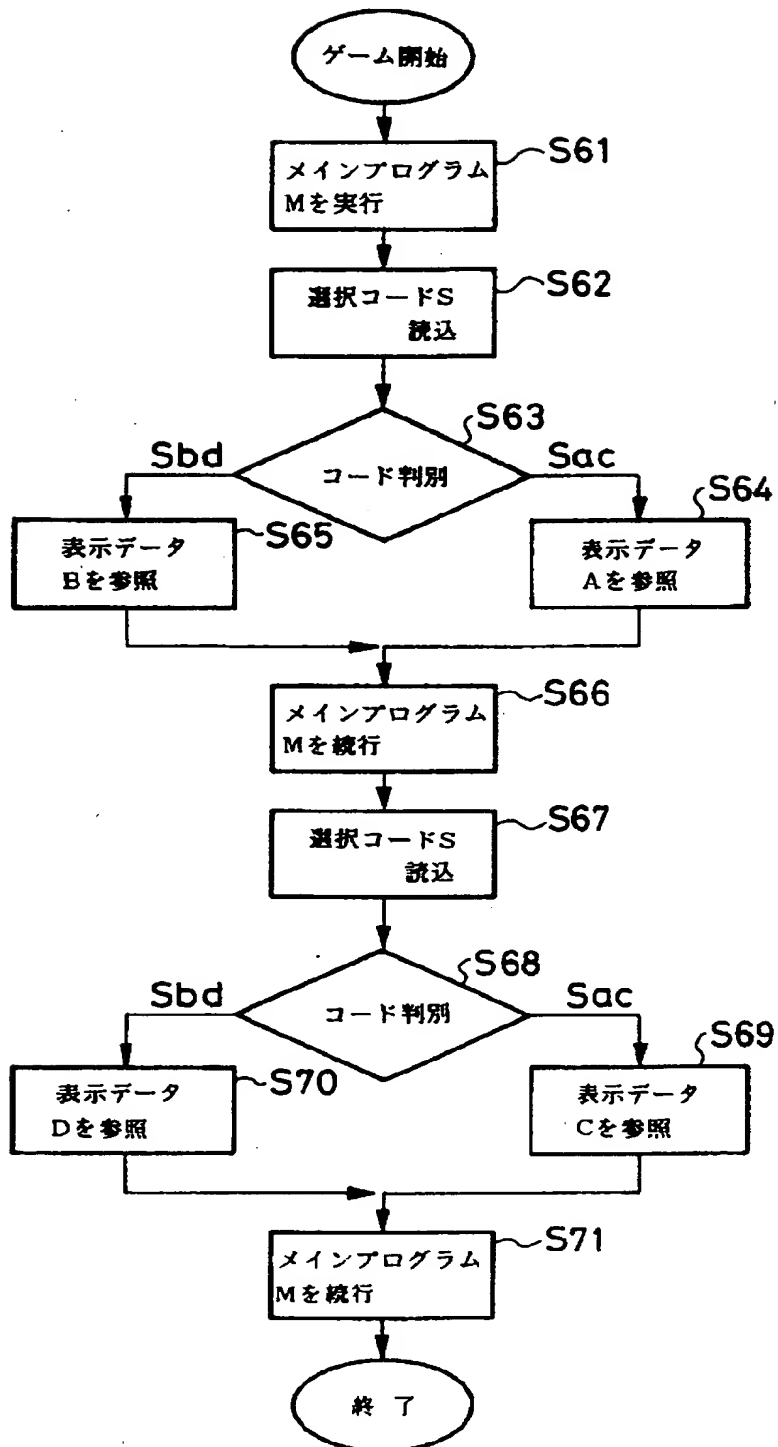 ゲーム開始
S61
メインプログラム
Mを実行
S62
選択コードS
読込
S63
Sbd
コード判別
Sac
S64
S65
表示データ
Bを参照
表示データ
Aを参照
S66
メインプログラム
Mを続行
S67
選択コードS
読込
S68
Sbd
コード判別
Sac
S69
S70
表示データ
Dを参照
表示データ
Cを参照
S71
メインプログラム
Mを続行
終了